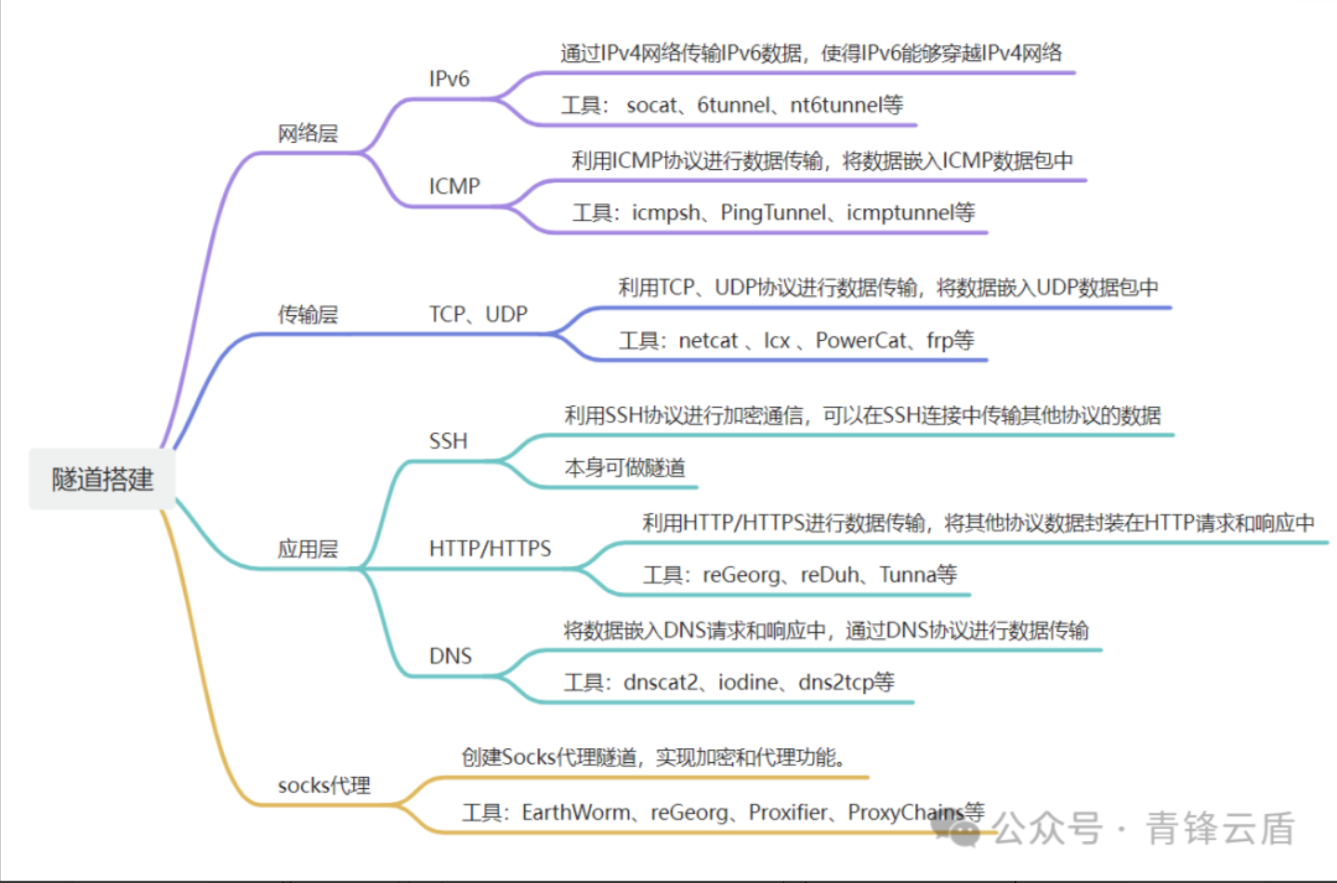 隧道搭建
网络层
IPv6
通过IPv4网络传输IPv6数据，使得IPv6能够穿越IPv4网络
工具： socat、6tunnel、nt6tunnel等
ICMP
利用ICMP协议进行数据传输，将数据嵌入ICMP数据包中
工具：icmpsh、PingTunnel、icmptunnel等
传输层
TCP、UDP
利用TCP、UDP协议进行数据传输，将数据嵌入UDP数据包中
工具：netcat 、lcx 、PowerCat、frp等
应用层
SSH
利用SSH协议进行加密通信，可以在SSH连接中传输其他协议的数据
本身可做隧道
HTTP/HTTPS
利用HTTP/HTTPS进行数据传输，将其他协议数据封装在HTTP请求和响应中
工具：reGeorg、reDuh、Tunna等
DNS
将数据嵌入DNS请求和响应中，通过DNS协议进行数据传输
工具：dnscat2、iodine、dns2tcp等
socks代理
创建Socks代理隧道，实现加密和代理功能。
工具：EarthWorm、reGeorg、Proxifier、ProxyChains等
公众号 · 青锋云盾